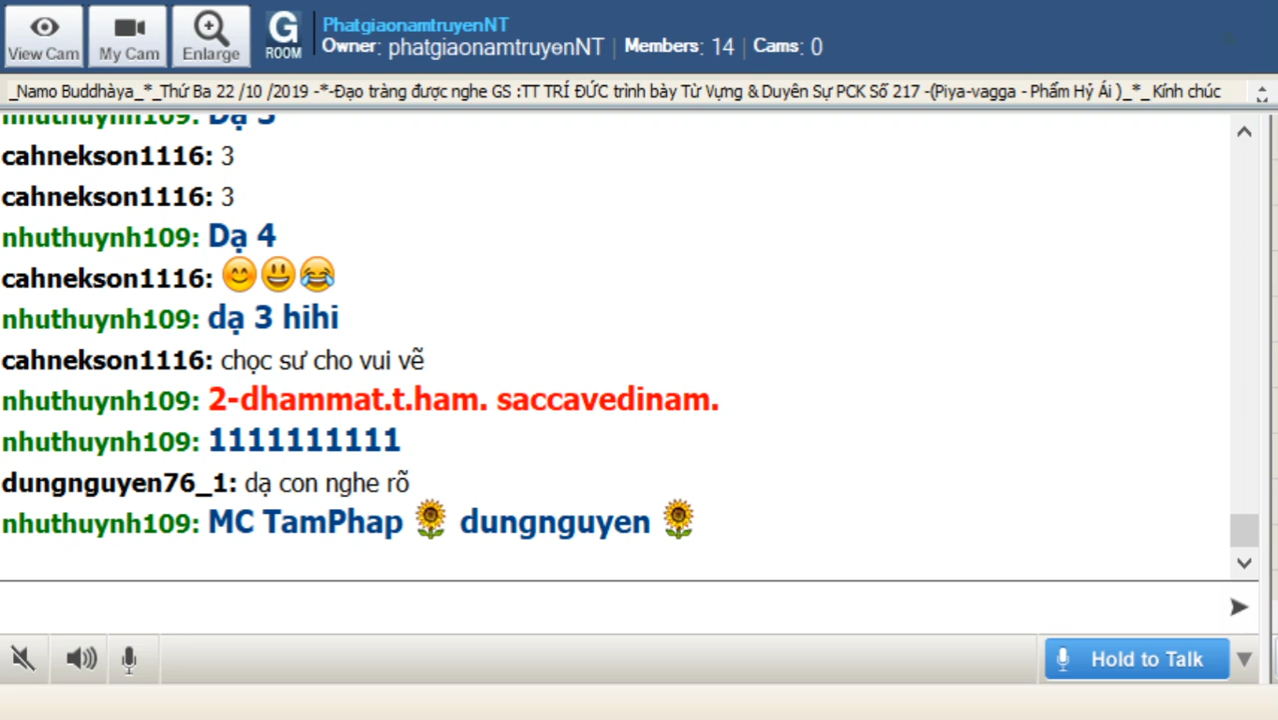 View Cam
My Cam
Enlarge
G
ROOM
PhatgiaonamtruyenNT
Owner: phatgiaonamtruyenNT | Members: 14 | Cams: 0
_Namo Buddhàya_*_Thứ Ba 22 /10 /2019 -*-Đạo tràng được nghe GS :TT TRÍ ĐỨC trình bày Từ Vựng & Duyên Sự PCK Số 217 -(Piya-vagga - Phẩm Hỷ Ái )_*_ Kính chúc
nhuthuynh109: Dạ 3
cahnekson1116: 3
cahnekson1116: 3
nhuthuynh109: Dạ 4
cahnekson1116: 😊😃😂
nhuthuynh109: dạ 3 hihi
cahnekson1116: chọc sư cho vui vẽ
nhuthuynh109: 2-dhammat.t.ham. saccavedinam.
nhuthuynh109: 1111111111
dungnguyen76_1: dạ con nghe rõ
nhuthuynh109: MC TamPhap 🌻 dungnguyen 🌻
Hold to Talk